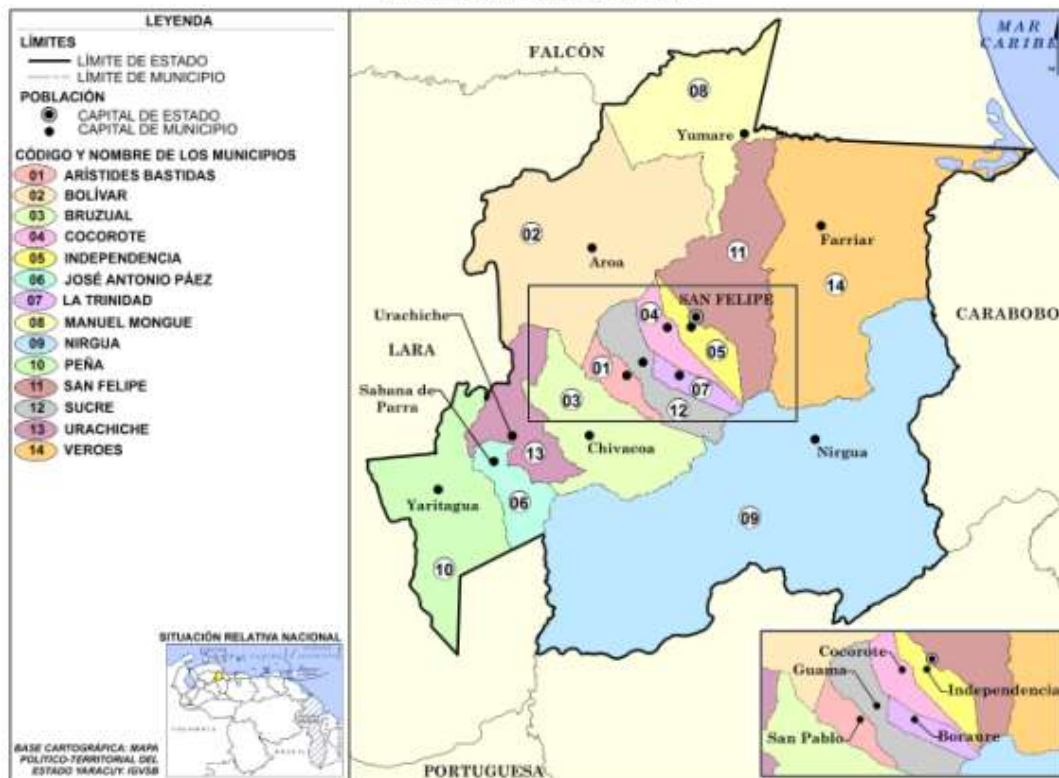 LEYENDA
LÍMITES
LÍMITE DE ESTADO
LÍMITE DE MUNICIPIO
POBLACIÓN
CAPITAL DE ESTADO
CAPITAL DE MUNICIPIO
CÓDIGO Y NOMBRE DE LOS MUNICIPIOS
01 ARÍSTIDES BASTIDAS
02 BOLÍVAR
03 BRUZUAL
04 COCOROTE
05 INDEPENDENCIA
06 JOSÉ ANTONIO PÁEZ
07 LA TRINIDAD
08 MANUEL MONGUE
09 NIRGUA
10 PEÑA
11 SAN FELIPE
12 SUCRE
13 URACHICHE
14 VEROES
SITUACIÓN RELATIVA NACIONAL
BASE CARTOGRÁFICA: MAPA
POLÍTICO-TERRITORIAL DEL
ESTADO YARACUY. IGVSB
MAR
CARIBE
FALCÓN
08
Yumare
02
Aroa
11
Farriar
14
SAN FELIPE
CARABOBO
Urachiche
LARA
04
05
01
07
Sabana de
Parra
03
12
Chivacoa
13
Nirgua
Yaritagua
06
09
10
Cocorote
Guama
Independencia
San Pablo
Boraure
PORTUGUESA